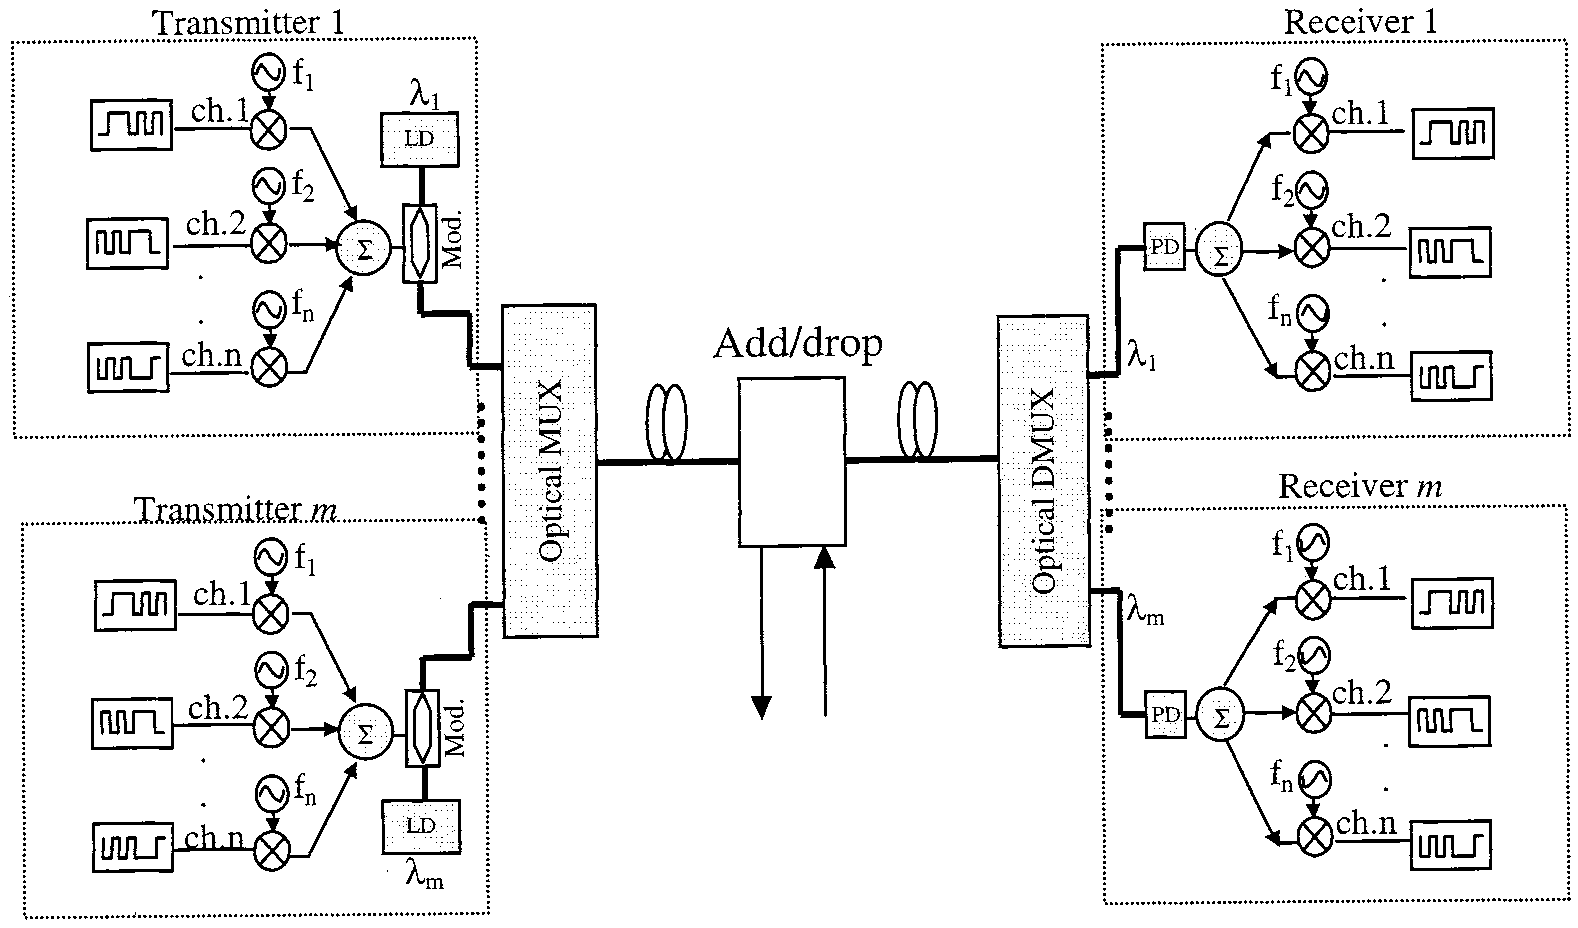 Transmitter 1
f1
ch.1
λ1
LD
f2
ch.2
Σ
Mod.
fn
ch.n
Transmitter m
f1
ch.1
f2
ch.2
Σ
Mod.
fn
ch.n
LD
λm
Optical MUX
Add/drop
Optical DMUX
Receiver 1
f1
ch.1
f2
ch.2
PD
Σ
fn
ch.n
λ1
Receiver m
f1
ch.1
λm
f2
ch.2
PD
Σ
fn
ch.n